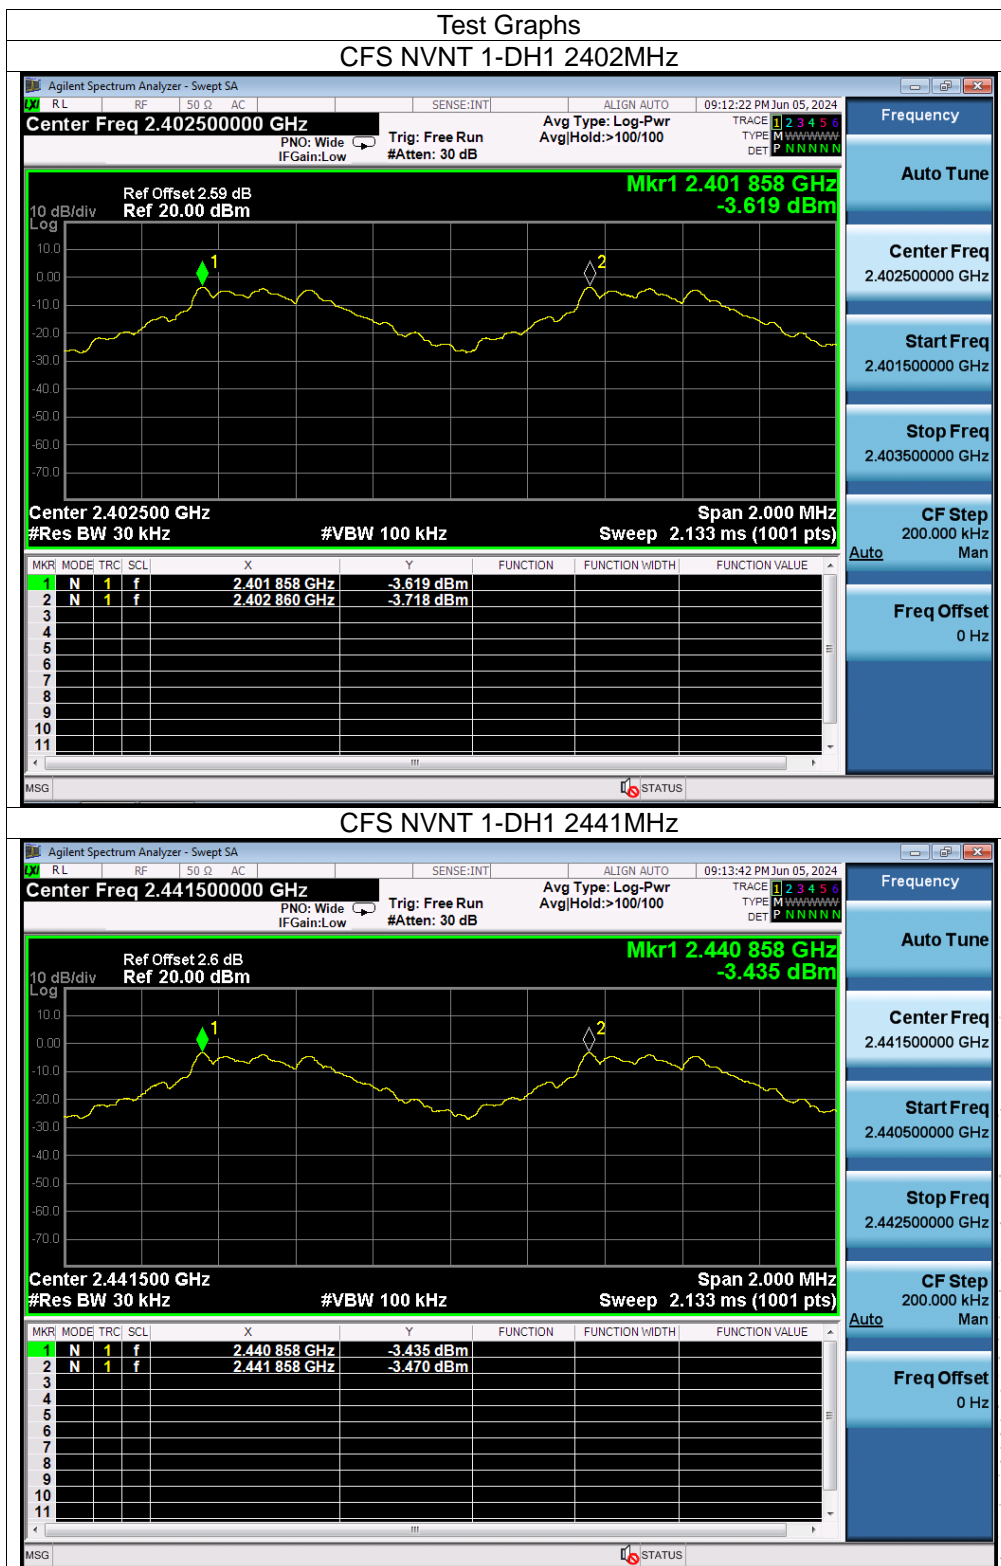 Test Graphs
CFS NVNT 1-DH1 2402MHz
Agilent Spectrum Analyzer - Swept SA
LXI RL RF 50 Ω AC SENSE:INT ALIGN AUTO 09:12:22 PM Jun 05, 2024
Center Freq 2.402500000 GHz
PNO: Wide
IFGain:Low
Trig: Free Run
#Atten: 30 dB
Avg Type: Log-Pwr
Avg|Hold:>100/100
TRACE 1 2 3 4 5 6
TYPE M WWWWW
DET P N N N N N
Mkr1 2.401 858 GHz
-3.619 dBm
Ref Offset 2.59 dB
10 dB/div Ref 20.00 dBm
Log
10.0
0.00
-10.0
-20.0
-30.0
-40.0
-50.0
-60.0
-70.0
1
2
Center 2.402500 GHz Span 2.000 MHz
#Res BW 30 kHz #VBW 100 kHz Sweep 2.133 ms (1001 pts)
MKR MODE TRC SCL X Y FUNCTION FUNCTION WIDTH FUNCTION VALUE
1 N 1 f 2.401 858 GHz -3.619 dBm
2 N 1 f 2.402 860 GHz -3.718 dBm
3
4
5
6
7
8
9
10
11
MSG STATUS
Frequency
Auto Tune
Center Freq
2.402500000 GHz
Start Freq
2.401500000 GHz
Stop Freq
2.403500000 GHz
CF Step
200.000 kHz
Auto Man
Freq Offset
0 Hz
CFS NVNT 1-DH1 2441MHz
Agilent Spectrum Analyzer - Swept SA
LXI RL RF 50 Ω AC SENSE:INT ALIGN AUTO 09:13:42 PM Jun 05, 2024
Center Freq 2.441500000 GHz
PNO: Wide
IFGain:Low
Trig: Free Run
#Atten: 30 dB
Avg Type: Log-Pwr
Avg|Hold:>100/100
TRACE 1 2 3 4 5 6
TYPE M WWWWW
DET P N N N N N
Mkr1 2.440 858 GHz
-3.435 dBm
Ref Offset 2.6 dB
10 dB/div Ref 20.00 dBm
Log
10.0
0.00
-10.0
-20.0
-30.0
-40.0
-50.0
-60.0
-70.0
1
2
Center 2.441500 GHz Span 2.000 MHz
#Res BW 30 kHz #VBW 100 kHz Sweep 2.133 ms (1001 pts)
MKR MODE TRC SCL X Y FUNCTION FUNCTION WIDTH FUNCTION VALUE
1 N 1 f 2.440 858 GHz -3.435 dBm
2 N 1 f 2.441 858 GHz -3.470 dBm
3
4
5
6
7
8
9
10
11
MSG STATUS
Frequency
Auto Tune
Center Freq
2.441500000 GHz
Start Freq
2.440500000 GHz
Stop Freq
2.442500000 GHz
CF Step
200.000 kHz
Auto Man
Freq Offset
0 Hz